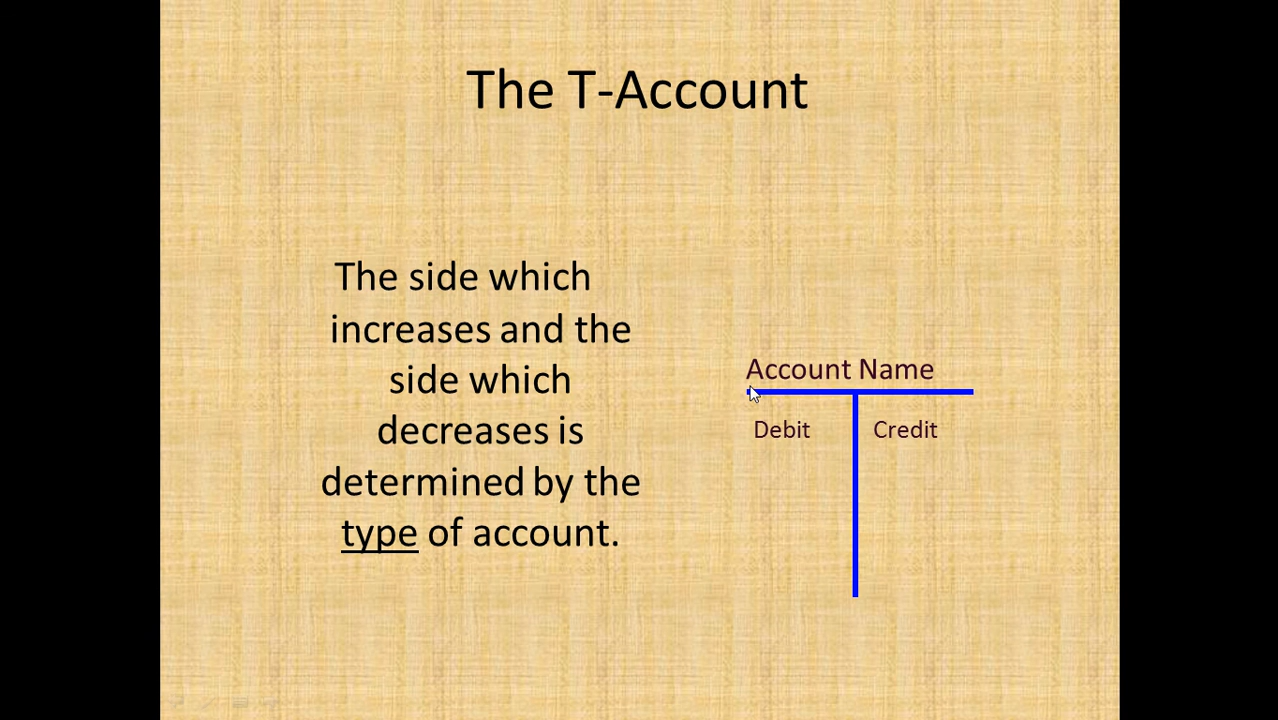 The T-Account
The side which
increases and the
side which
decreases is
determined by the
type of account.
Account Name
Debit Credit